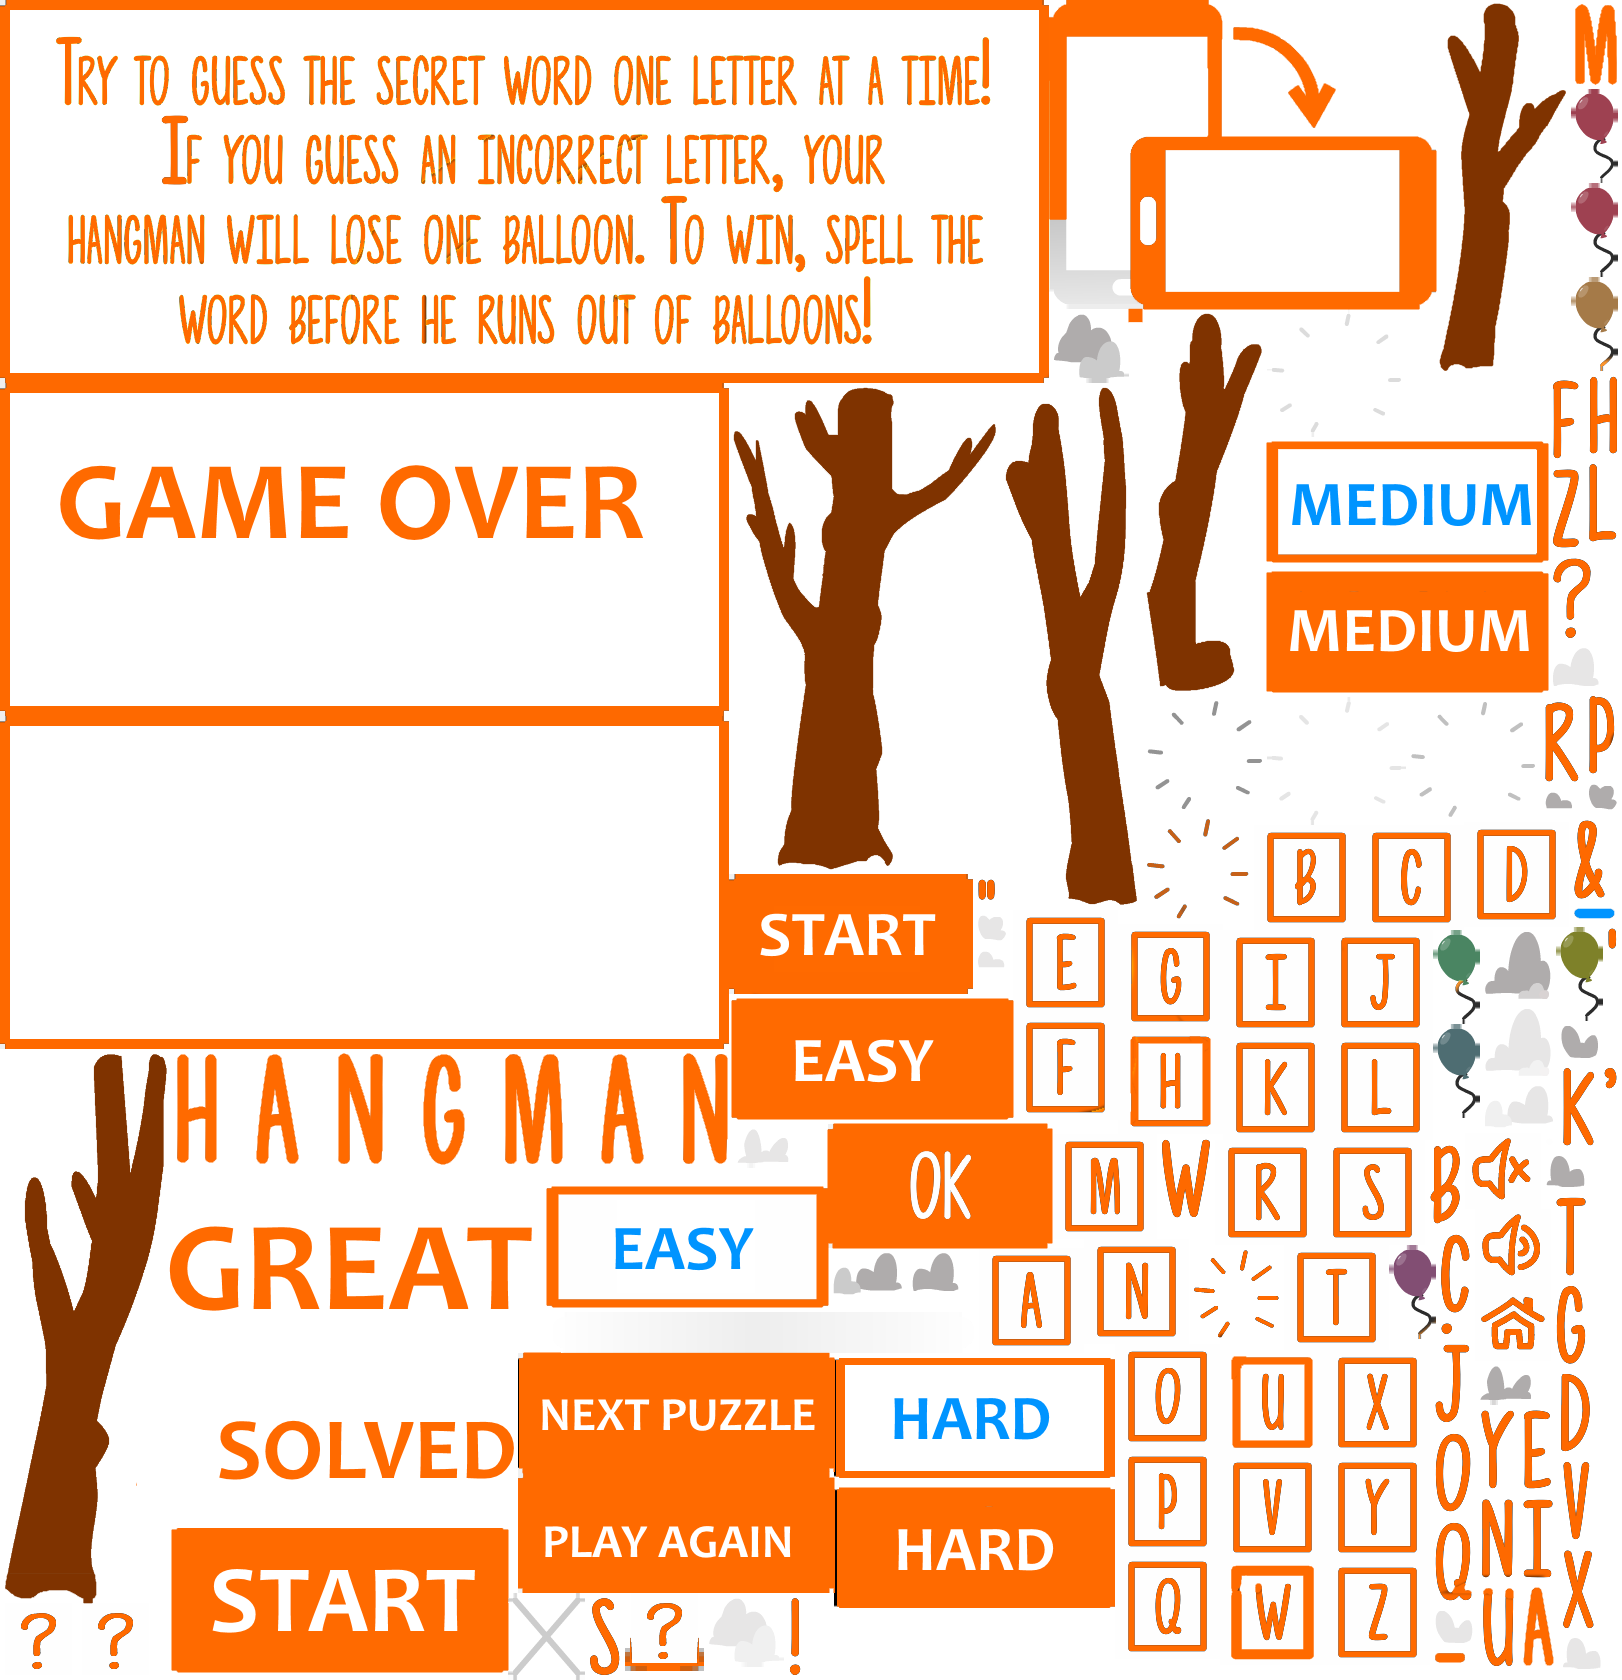 TRY TO GUESS THE SECRET WORD ONE LETTER AT A TIME!
IF YOU GUESS AN INCORRECT LETTER, YOUR
HANGMAN WILL LOSE ONE BALLOON. TO WIN, SPELL THE
WORD BEFORE HE RUNS OUT OF BALLOONS!
M
GAME OVER
F H
MEDIUM
Z L
MEDIUM
?
R P
B C D &
START "
E G I J '
EASY
F H K L
K '
HANGMAN
OK
M W R S B
T
GREAT
EASY
A N T C
G
NEXT PUZZLE
HARD
O U X J
D
SOLVED
Y E
P V Y O
V
PLAY AGAIN
HARD
N I
START
Q W Z Q
X
? ?
S ? !
U A